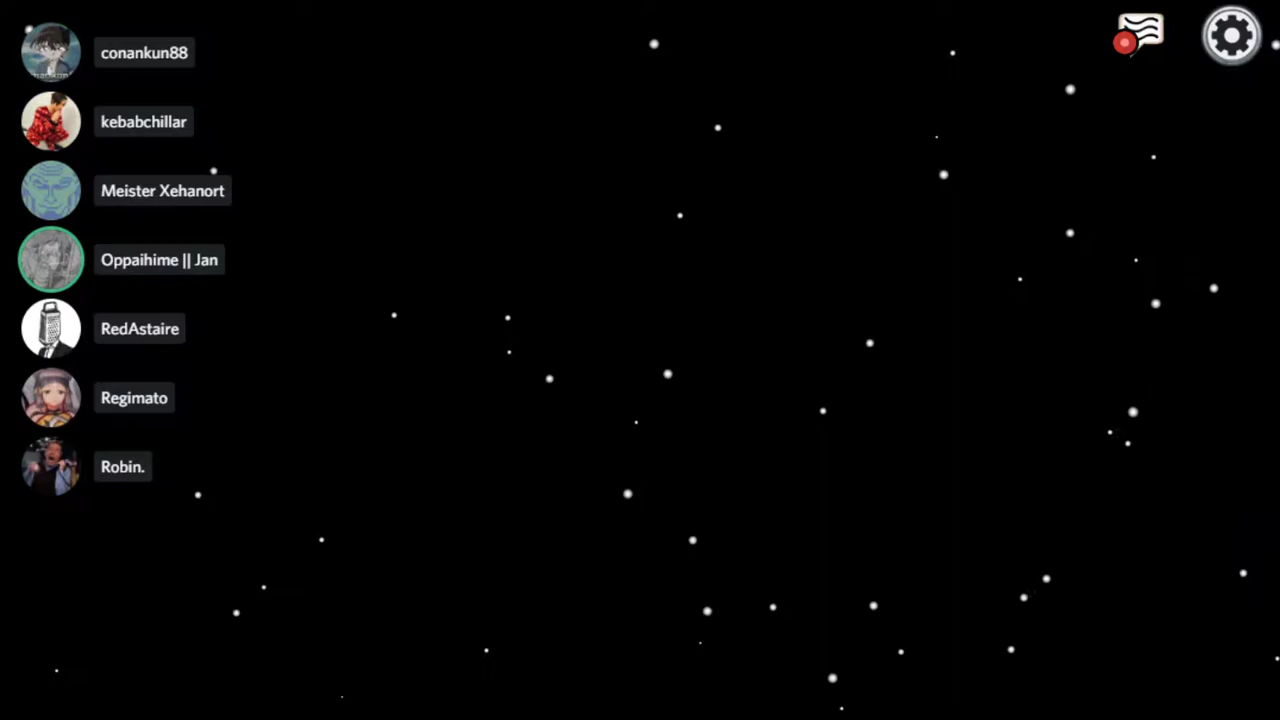 conankun88
kebabchillar
Meister Xehanort
Oppaihime || Jan
RedAstaire
Regimato
Robin.